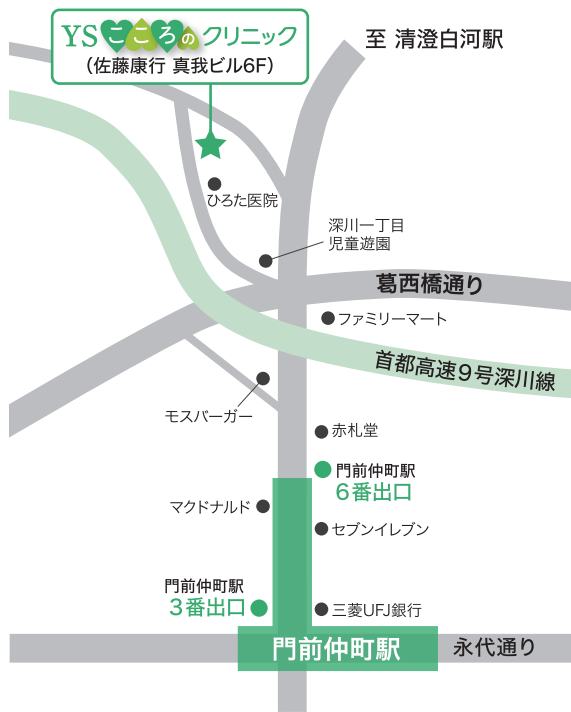 YSこころのクリニック
（佐藤康行 真我ビル6F）
至 清澄白河駅
ひろた医院
深川一丁目
児童遊園
葛西橋通り
ファミリーマート
首都高速9号深川線
モスバーガー
赤札堂
門前仲町駅
6番出口
マクドナルド
セブンイレブン
門前仲町駅
3番出口
三菱UFJ銀行
門前仲町駅
永代通り